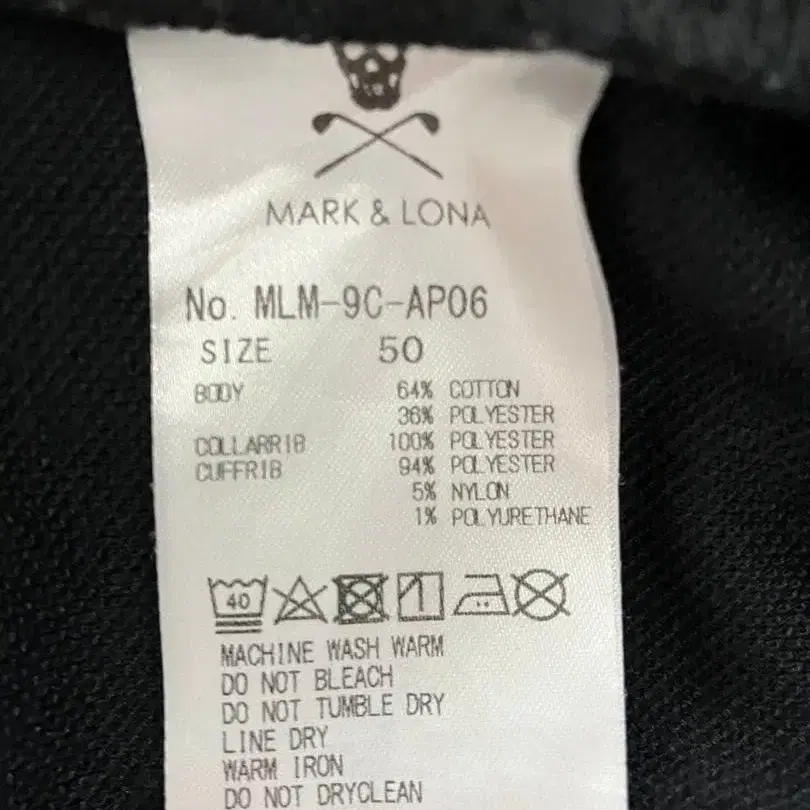 MARK & LONA
No. MLM-9C-AP06
SIZE 50
BODY 64% COTTON
36% POLYESTER
COLLARRIB 100% POLYESTER
CUFFRIB 94% POLYESTER
5% NYLON
1% POLYURETHANE
40
MACHINE WASH WARM
DO NOT BLEACH
DO NOT TUMBLE DRY
LINE DRY
WARM IRON
DO NOT DRYCLEAN